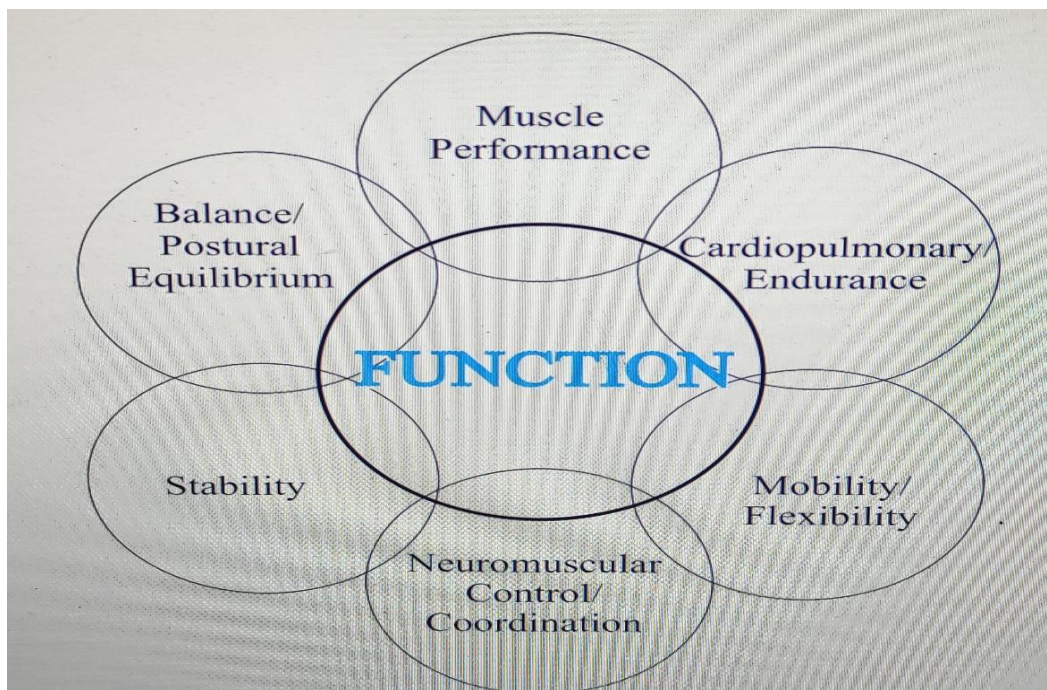 Muscle
Performance
Balance/
Postural
Equilibrium
Cardiopulmonary/
Endurance
FUNCTION
Stability
Mobility/
Flexibility
Neuromuscular
Control/
Coordination